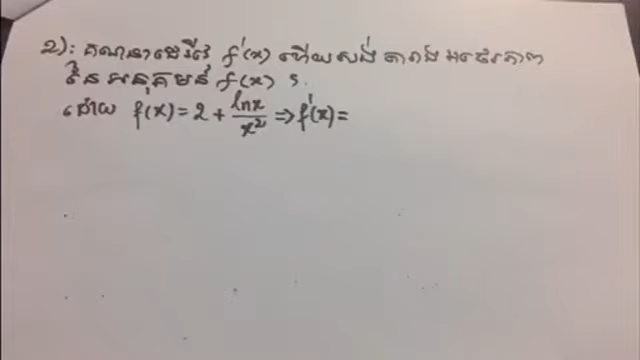 2): គណនាដេរីវេ f'(x) ហើយសង់ តារាង អថេរភាព
នៃ អនុគមន៍ f(x) ។
ដោយ f(x) = 2 + lnx/x² ⇒ f'(x) =